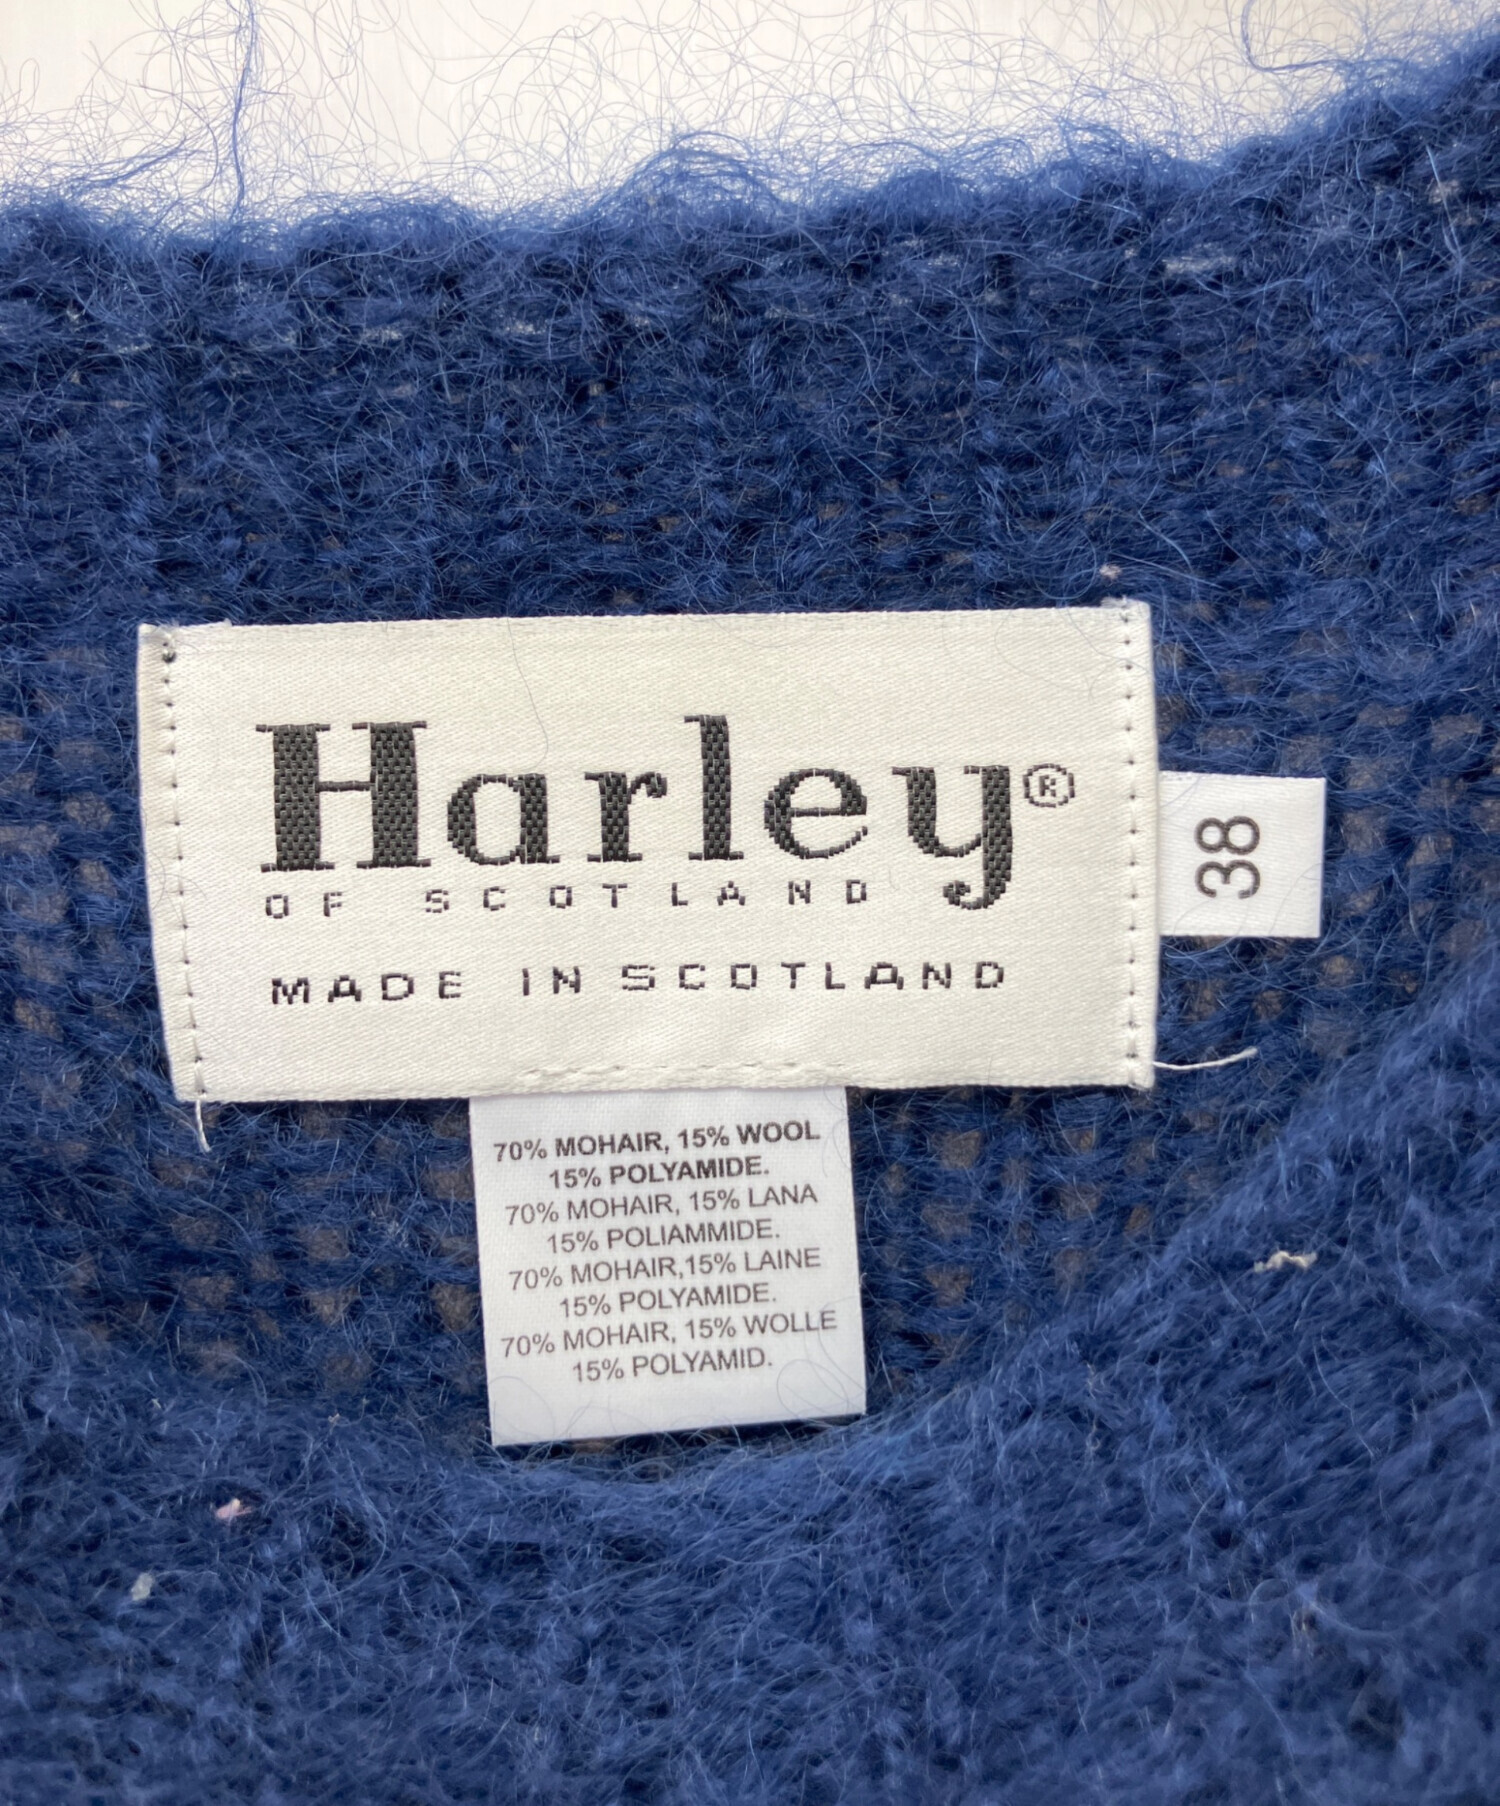 Harley®
OF SCOTLAND
MADE IN SCOTLAND
38
70% MOHAIR, 15% WOOL
15% POLYAMIDE.
70% MOHAIR, 15% LANA
15% POLIAMMIDE.
70% MOHAIR,15% LAINE
15% POLYAMIDE.
70% MOHAIR, 15% WOLLE
15% POLYAMID.